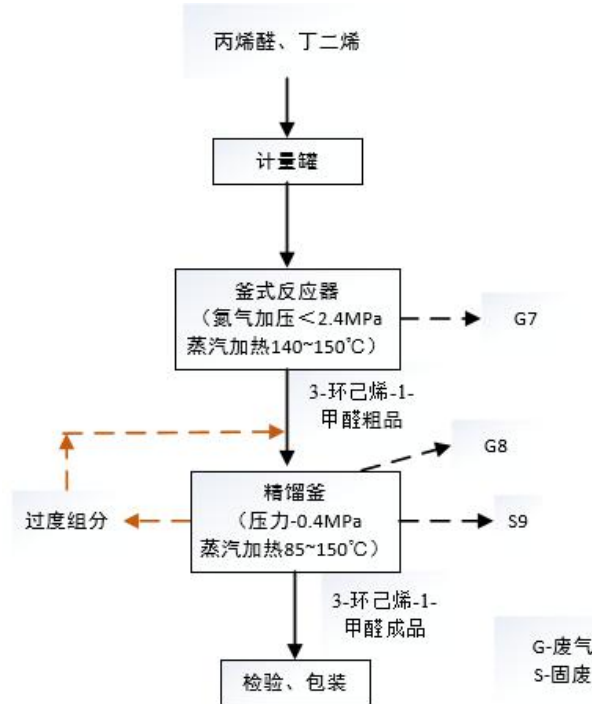 丙烯醛、丁二烯
计量罐
釜式反应器
（氮气加压＜2.4MPa
蒸汽加热140~150℃）
G7
3-环己烯-1-
甲醛粗品
G8
过度组分
精馏釜
（压力-0.4MPa
蒸汽加热85~150℃）
S9
3-环己烯-1-
甲醛成品
G-废气
S-固废
检验、包装